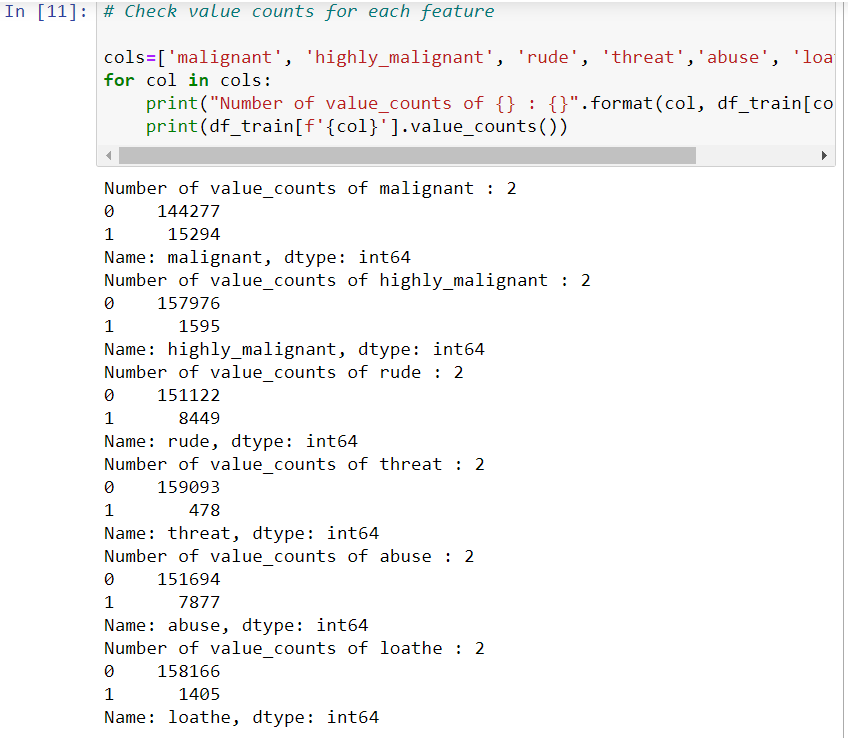 In [11]: # Check value counts for each feature
cols=['malignant', 'highly_malignant', 'rude', 'threat','abuse', 'loa
for col in cols:
    print("Number of value_counts of {} : {}".format(col, df_train[co
    print(df_train[f'{col}'].value_counts())
Number of value_counts of malignant : 2
0    144277
1     15294
Name: malignant, dtype: int64
Number of value_counts of highly_malignant : 2
0    157976
1      1595
Name: highly_malignant, dtype: int64
Number of value_counts of rude : 2
0    151122
1      8449
Name: rude, dtype: int64
Number of value_counts of threat : 2
0    159093
1       478
Name: threat, dtype: int64
Number of value_counts of abuse : 2
0    151694
1      7877
Name: abuse, dtype: int64
Number of value_counts of loathe : 2
0    158166
1      1405
Name: loathe, dtype: int64